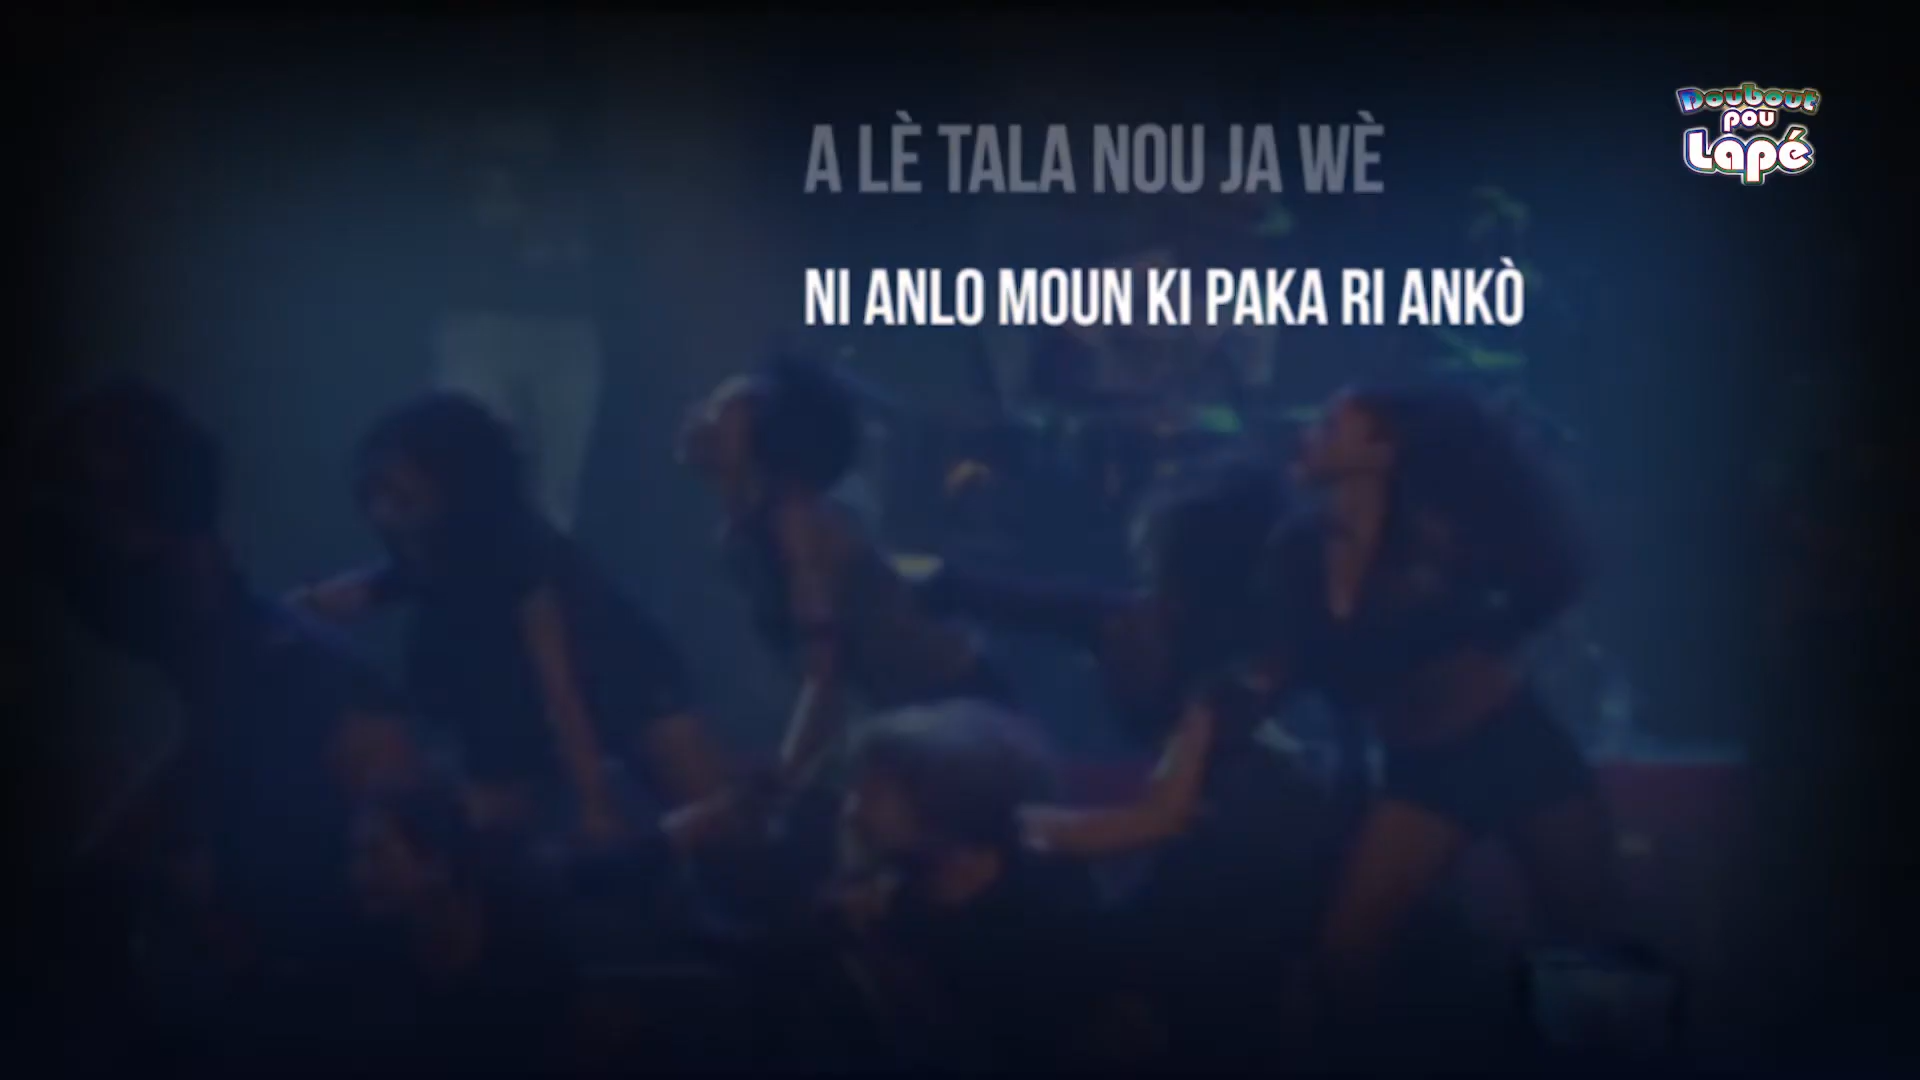 A LÈ TALA NOU JA WÈ
NI ANLO MOUN KI PAKA RI ANKÒ
Doubout
pou
Lapé